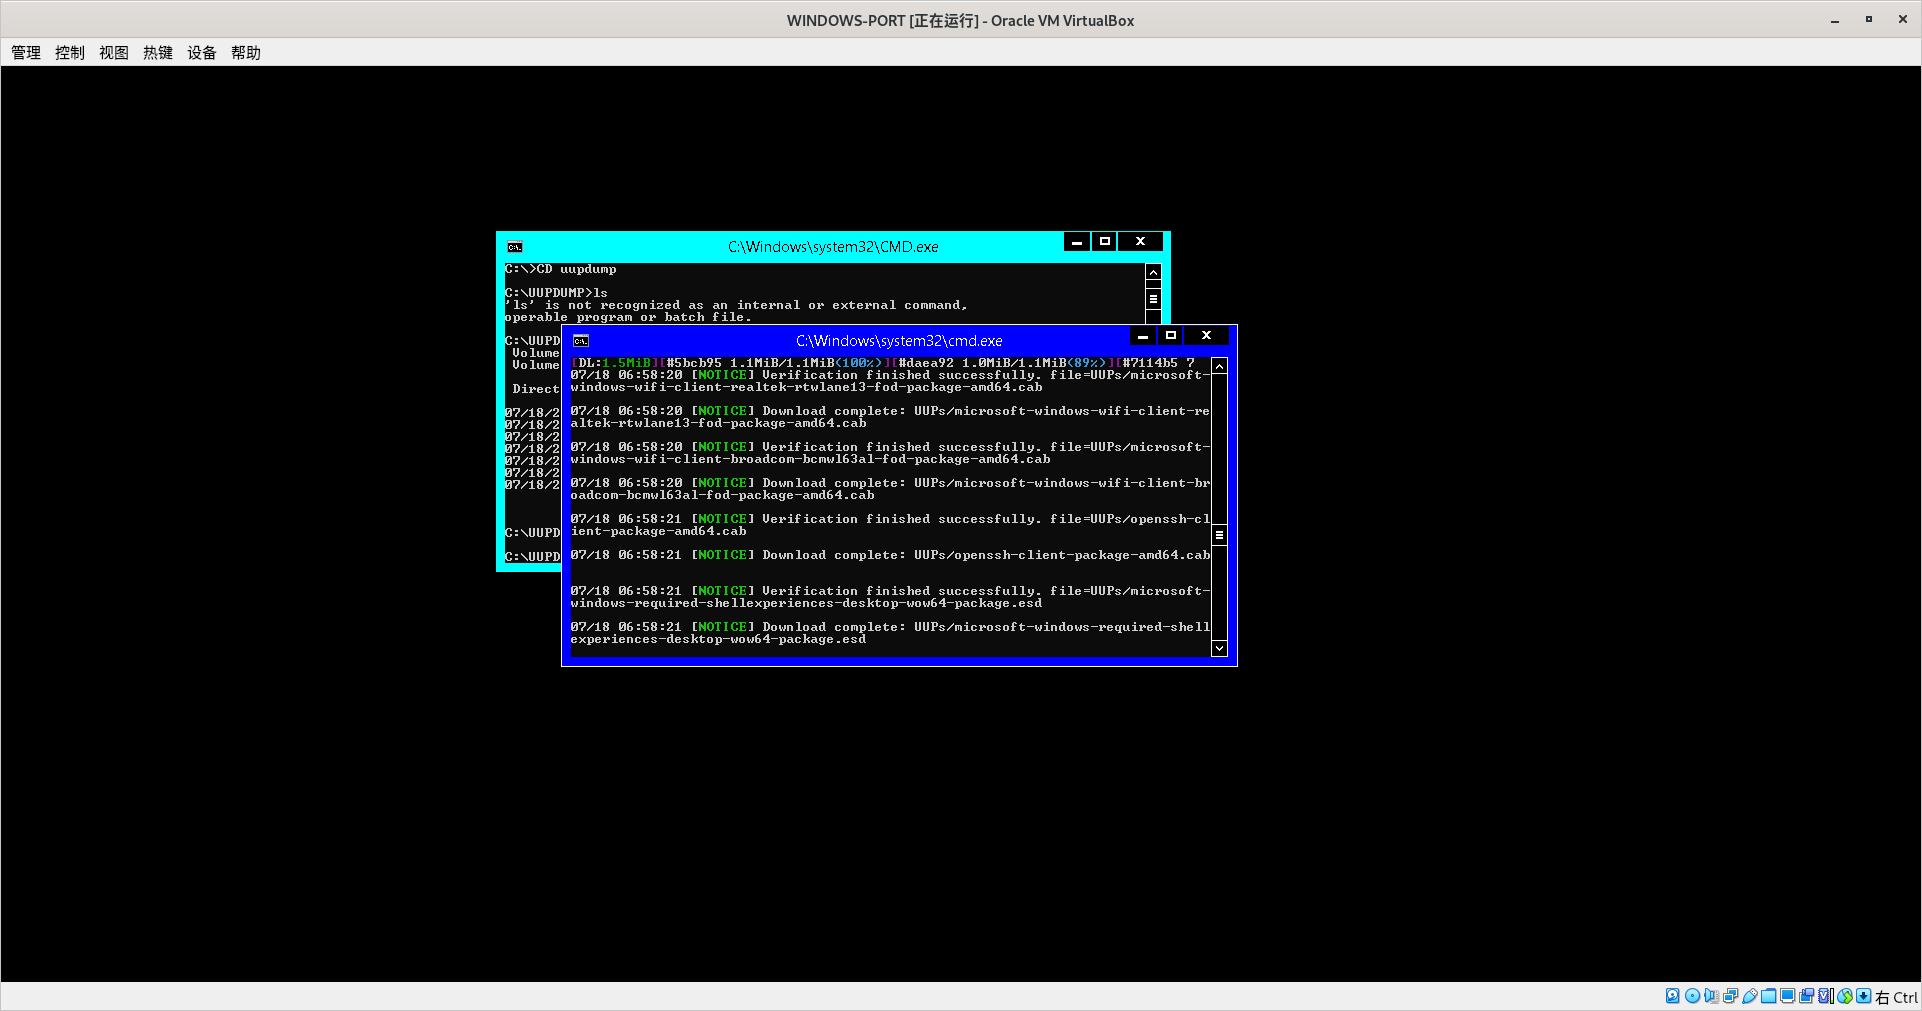 WINDOWS-PORT [正在运行] - Oracle VM VirtualBox
管理 控制 视图 热键 设备 帮助
C:\Windows\system32\CMD.exe
C:\>CD uupdump
C:\UUPDUMP>ls
'ls' is not recognized as an internal or external command,
operable program or batch file.
C:\UUPD
Volume
Volume
Direct
07/18/2
07/18/2
07/18/2
07/18/2
07/18/2
07/18/2
07/18/2
C:\UUPD
C:\UUPD
C:\Windows\system32\cmd.exe
[DL:1.5MiB][#5bcb95 1.1MiB/1.1MiB(100%)][#daea92 1.0MiB/1.1MiB(89%)][#7114b5 7
07/18 06:58:20 [NOTICE] Verification finished successfully. file=UUPs/microsoft-
windows-wifi-client-realtek-rtwlane13-fod-package-amd64.cab
07/18 06:58:20 [NOTICE] Download complete: UUPs/microsoft-windows-wifi-client-re
altek-rtwlane13-fod-package-amd64.cab
07/18 06:58:20 [NOTICE] Verification finished successfully. file=UUPs/microsoft-
windows-wifi-client-broadcom-bcmwl63al-fod-package-amd64.cab
07/18 06:58:20 [NOTICE] Download complete: UUPs/microsoft-windows-wifi-client-br
oadcom-bcmwl63al-fod-package-amd64.cab
07/18 06:58:21 [NOTICE] Verification finished successfully. file=UUPs/openssh-cl
ient-package-amd64.cab
07/18 06:58:21 [NOTICE] Download complete: UUPs/openssh-client-package-amd64.cab
07/18 06:58:21 [NOTICE] Verification finished successfully. file=UUPs/microsoft-
windows-required-shellexperiences-desktop-wow64-package.esd
07/18 06:58:21 [NOTICE] Download complete: UUPs/microsoft-windows-required-shell
experiences-desktop-wow64-package.esd
右 Ctrl